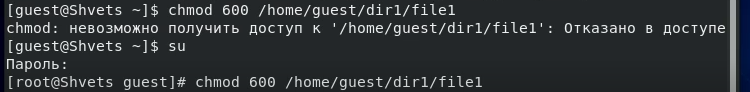 [guest@Shvets ~]$ chmod 600 /home/guest/dir1/file1
chmod: невозможно получить доступ к '/home/guest/dir1/file1': Отказано в доступе
[guest@Shvets ~]$ su
Пароль:
[root@Shvets guest]# chmod 600 /home/guest/dir1/file1